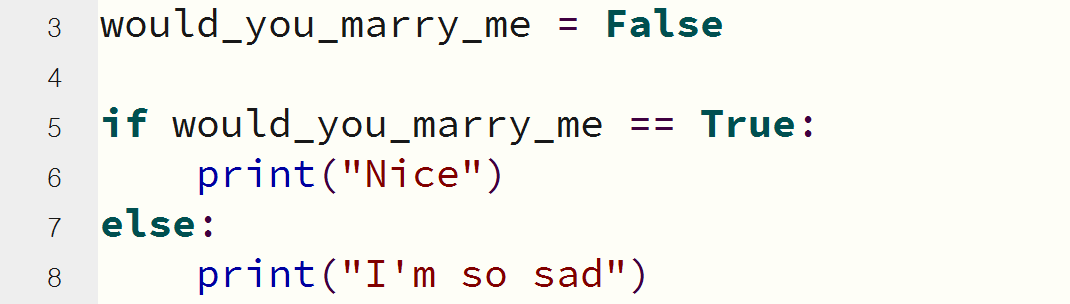 3 would_you_marry_me = False
4
5 if would_you_marry_me == True:
6     print("Nice")
7 else:
8     print("I'm so sad")